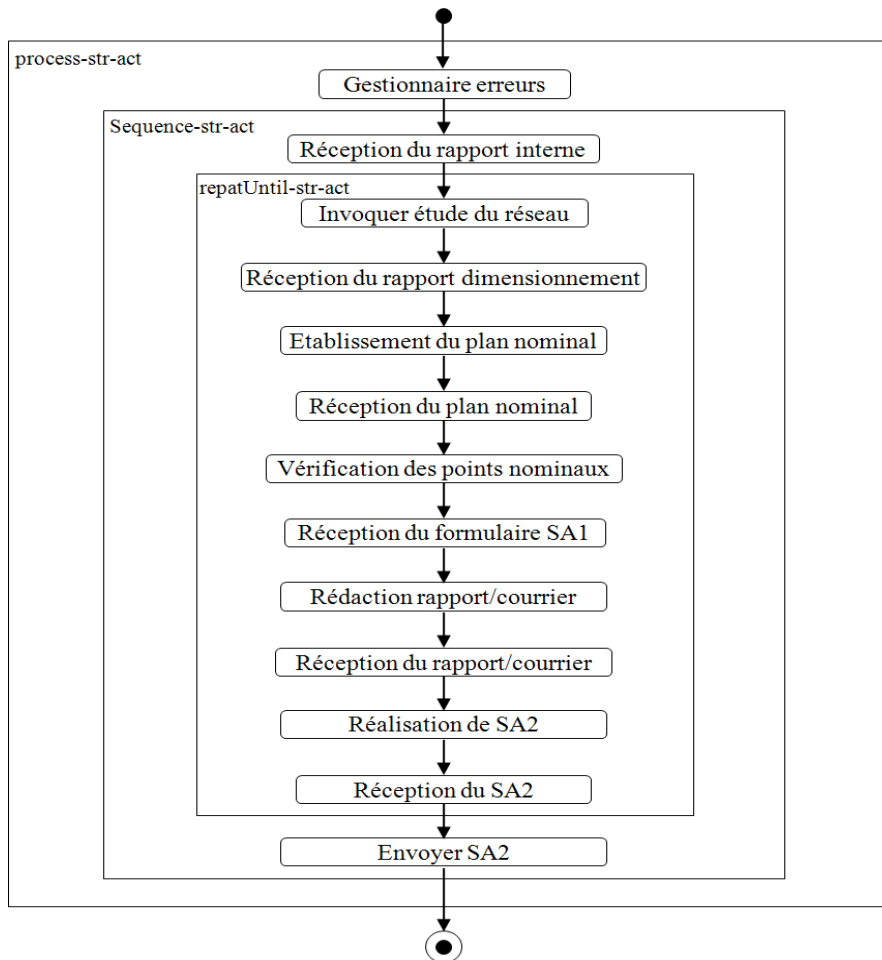 process-str-act
Gestionnaire erreurs
Sequence-str-act
Réception du rapport interne
repatUntil-str-act
Invoquer étude du réseau
Réception du rapport dimensionnement
Etablissement du plan nominal
Réception du plan nominal
Vérification des points nominaux
Réception du formulaire SA1
Rédaction rapport/courrier
Réception du rapport/courrier
Réalisation de SA2
Réception du SA2
Envoyer SA2